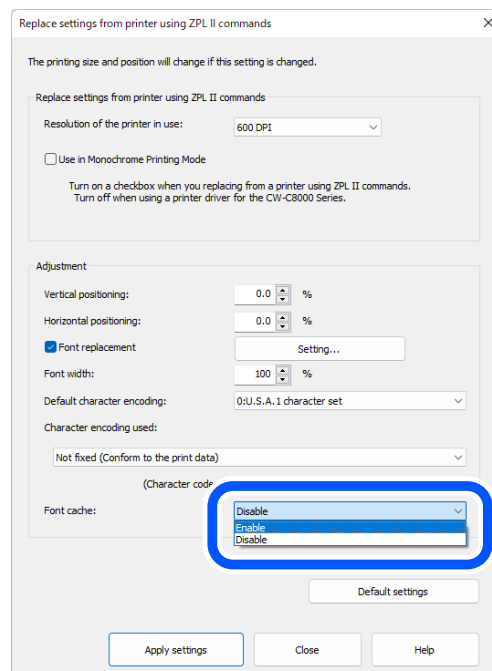 Replace settings from printer using ZPL II commands
The printing size and position will change if this setting is changed.
Replace settings from printer using ZPL II commands
Resolution of the printer in use:
600 DPI
Use in Monochrome Printing Mode
Turn on a checkbox when you replacing from a printer using ZPL II commands.
Turn off when using a printer driver for the CW-C8000 Series.
Adjustment
Vertical positioning:
0.0 %
Horizontal positioning:
0.0 %
Font replacement
Setting...
Font width:
100 %
Default character encoding:
0:U.S.A.1 character set
Character encoding used:
Not fixed (Conform to the print data)
(Character code
Font cache:
Disable
Enable
Disable
Default settings
Apply settings
Close
Help